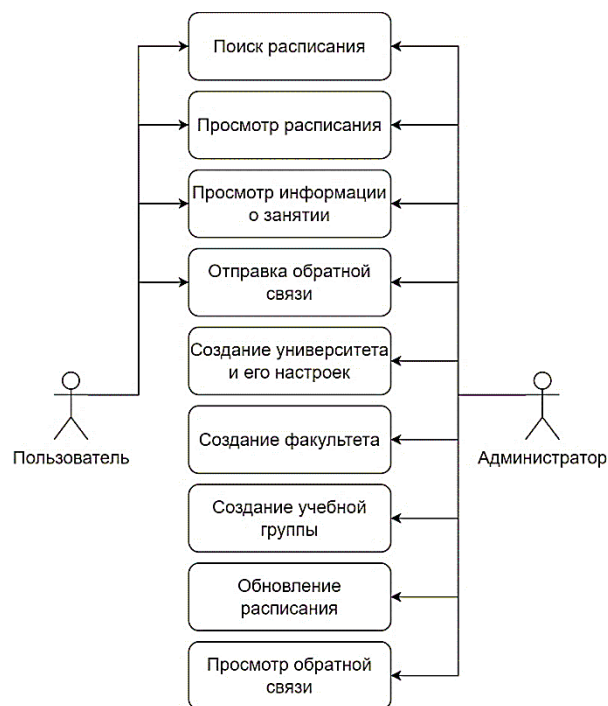 Поиск расписания
Просмотр расписания
Просмотр информации
о занятии
Отправка обратной
связи
Создание университета
и его настроек
Создание факультета
Пользователь
Администратор
Создание учебной
группы
Обновление
расписания
Просмотр обратной
связи